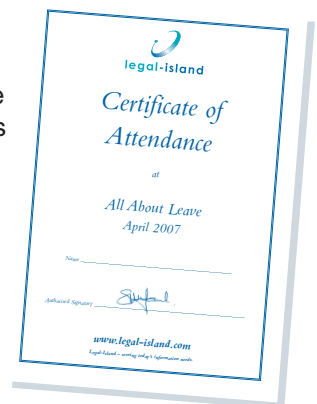 e
s
legal-island
Certificate of
Attendance
at
All About Leave
April 2007
Name
Authorised Signatory
www.legal-island.com
Legal-Island – serving today's information needs